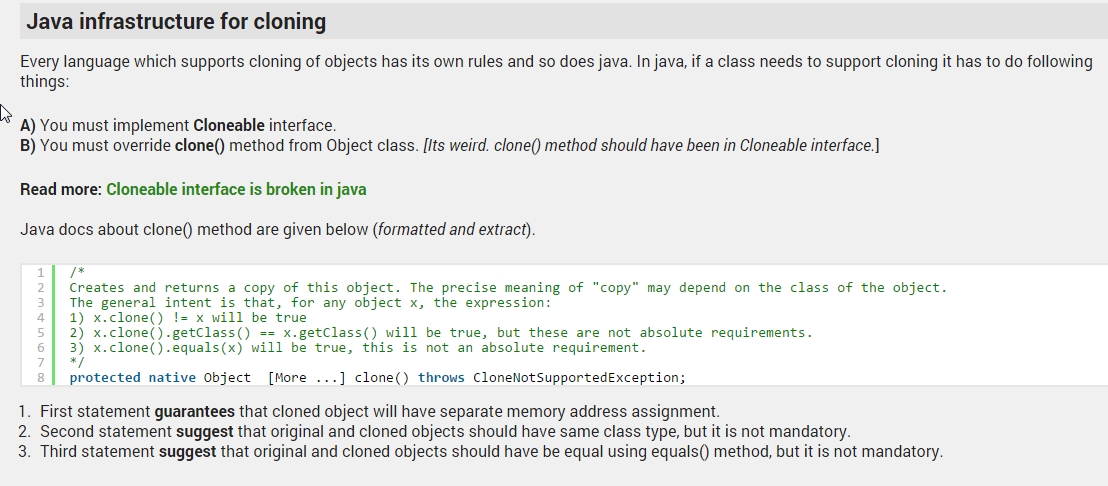 Java infrastructure for cloning
Every language which supports cloning of objects has its own rules and so does java. In java, if a class needs to support cloning it has to do following
things:
A) You must implement Cloneable interface.
B) You must override clone() method from Object class. [Its weird. clone() method should have been in Cloneable interface.]
Read more: Cloneable interface is broken in java
Java docs about clone() method are given below (formatted and extract).
1 /*
2 Creates and returns a copy of this object. The precise meaning of "copy" may depend on the class of the object.
3 The general intent is that, for any object x, the expression:
4 1) x.clone() != x will be true
5 2) x.clone().getClass() == x.getClass() will be true, but these are not absolute requirements.
6 3) x.clone().equals(x) will be true, this is not an absolute requirement.
7 */
8 protected native Object  [More ...] clone() throws CloneNotSupportedException;
1. First statement guarantees that cloned object will have separate memory address assignment.
2. Second statement suggest that original and cloned objects should have same class type, but it is not mandatory.
3. Third statement suggest that original and cloned objects should have be equal using equals() method, but it is not mandatory.